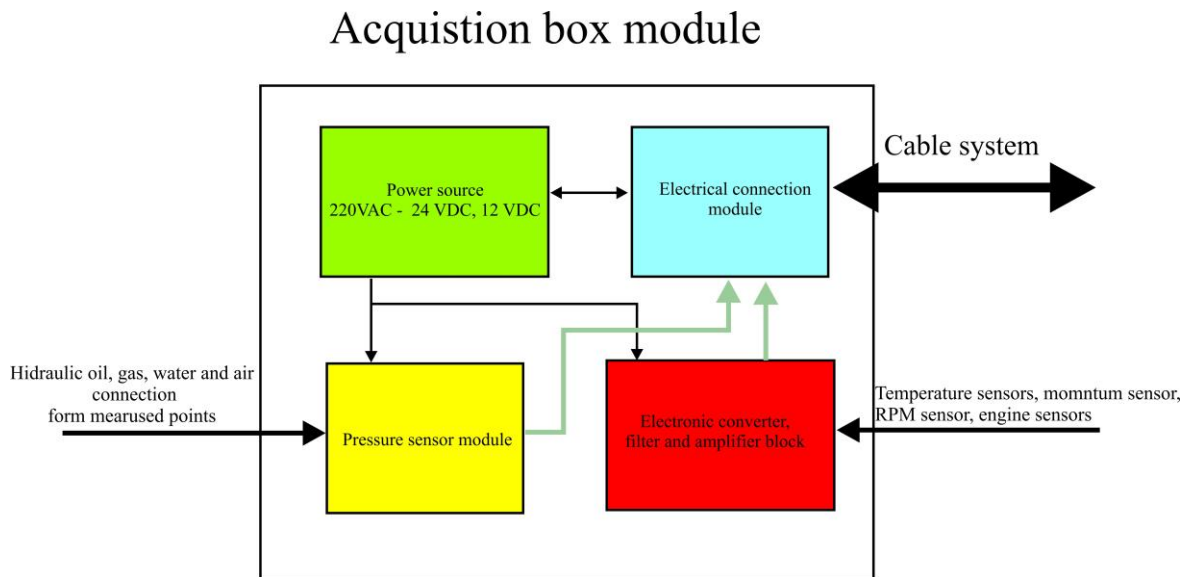 Acquistion box module
Power source
220VAC - 24 VDC, 12 VDC
Electrical connection
module
Cable system
Hidraulic oil, gas, water and air
connection
form mearused points
Pressure sensor module
Electronic converter,
filter and amplifier block
Temperature sensors, momntum sensor,
RPM sensor, engine sensors